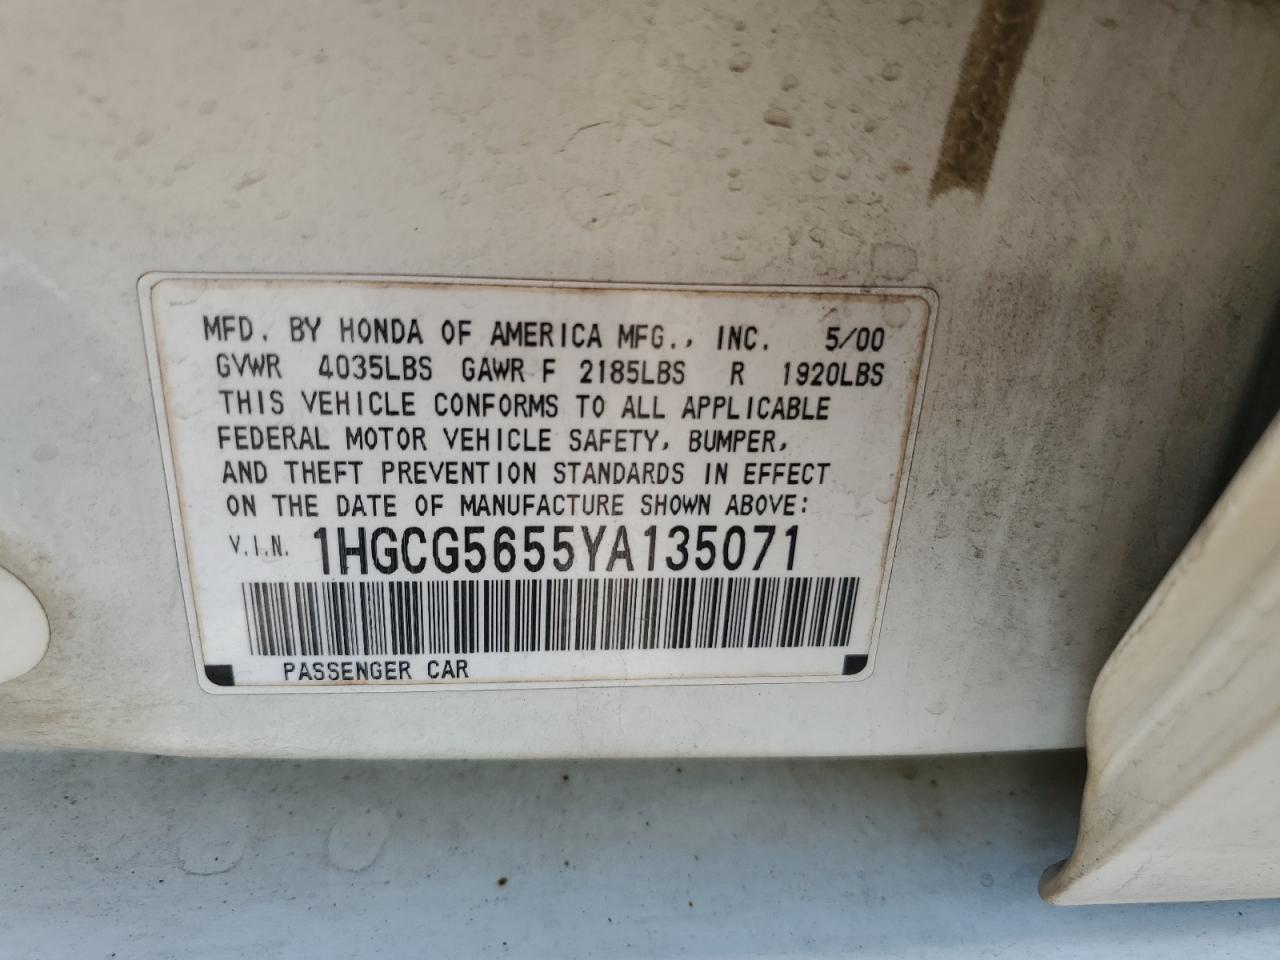 MFD. BY HONDA OF AMERICA MFG., INC. 5/00
GVWR 4035LBS GAWR F 2185LBS R 1920LBS
THIS VEHICLE CONFORMS TO ALL APPLICABLE
FEDERAL MOTOR VEHICLE SAFETY, BUMPER,
AND THEFT PREVENTION STANDARDS IN EFFECT
ON THE DATE OF MANUFACTURE SHOWN ABOVE:
V.I.N. 1HGCG5655YA135071
PASSENGER CAR